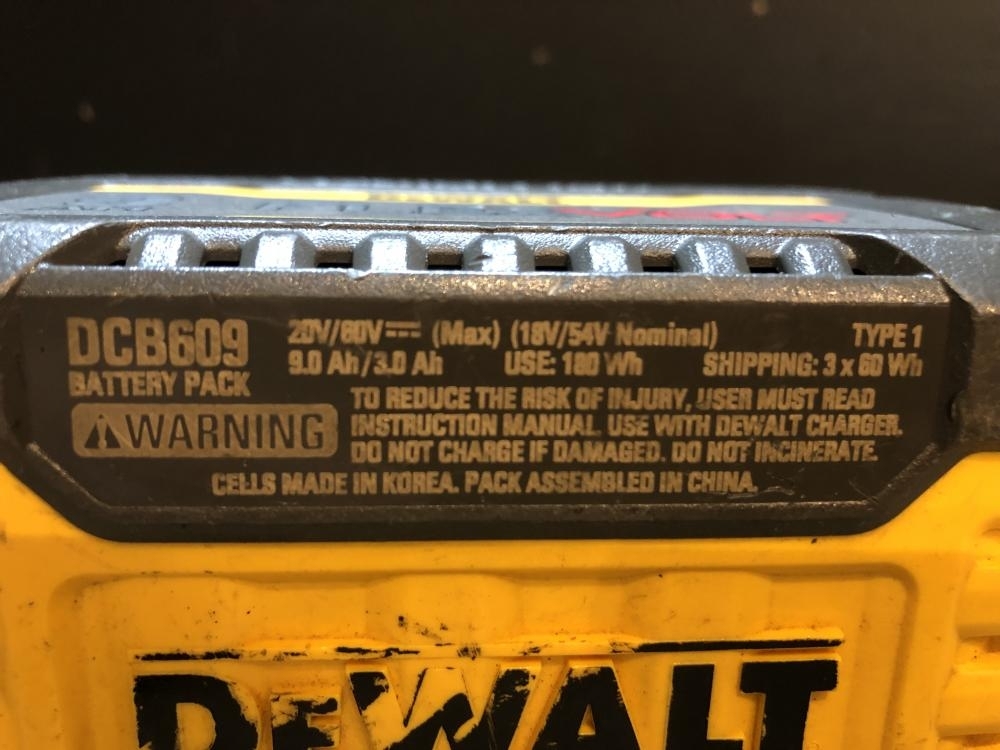 DCB609
BATTERY PACK
20V/60V⎓ (Max) (18V/54V Nominal) TYPE 1
9.0 Ah/3.0 Ah USE: 180 Wh SHIPPING: 3 x 60 Wh
⚠WARNING
TO REDUCE THE RISK OF INJURY, USER MUST READ
INSTRUCTION MANUAL. USE WITH DEWALT CHARGER.
DO NOT CHARGE IF DAMAGED. DO NOT INCINERATE.
CELLS MADE IN KOREA. PACK ASSEMBLED IN CHINA.
DEWALT